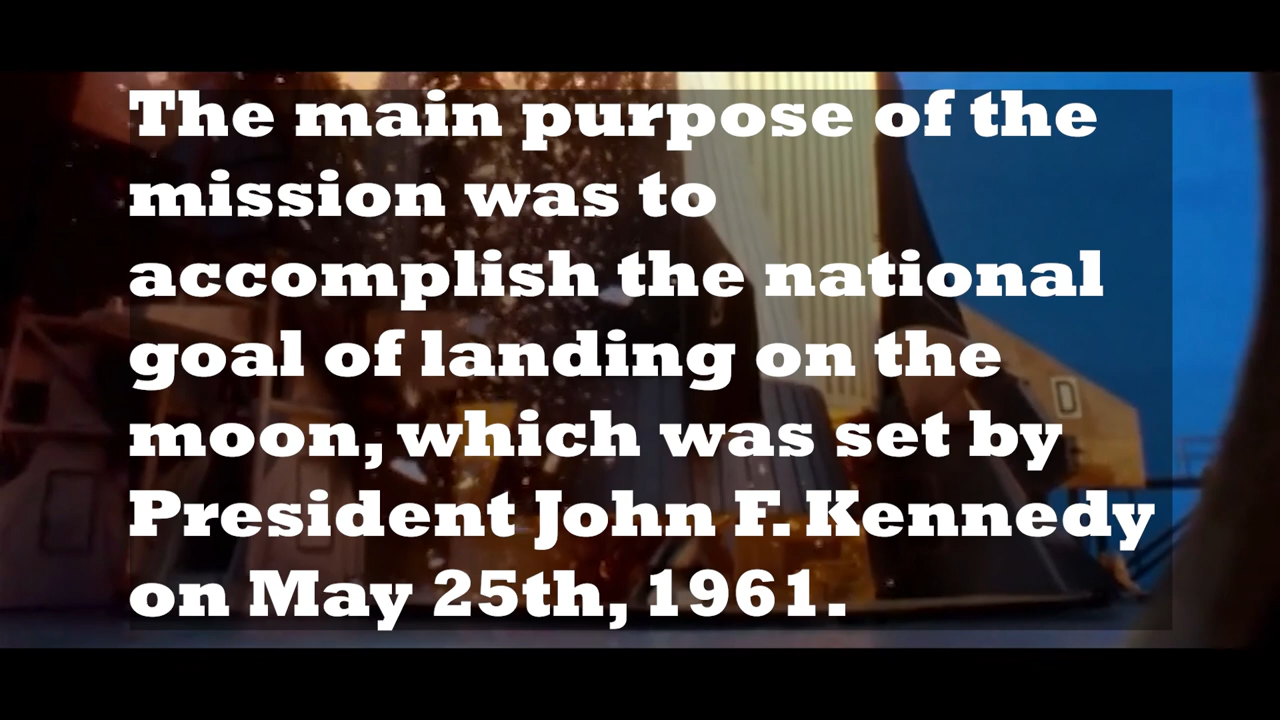 The main purpose of the
mission was to
accomplish the national
goal of landing on the
moon, which was set by
President John F. Kennedy
on May 25th, 1961.